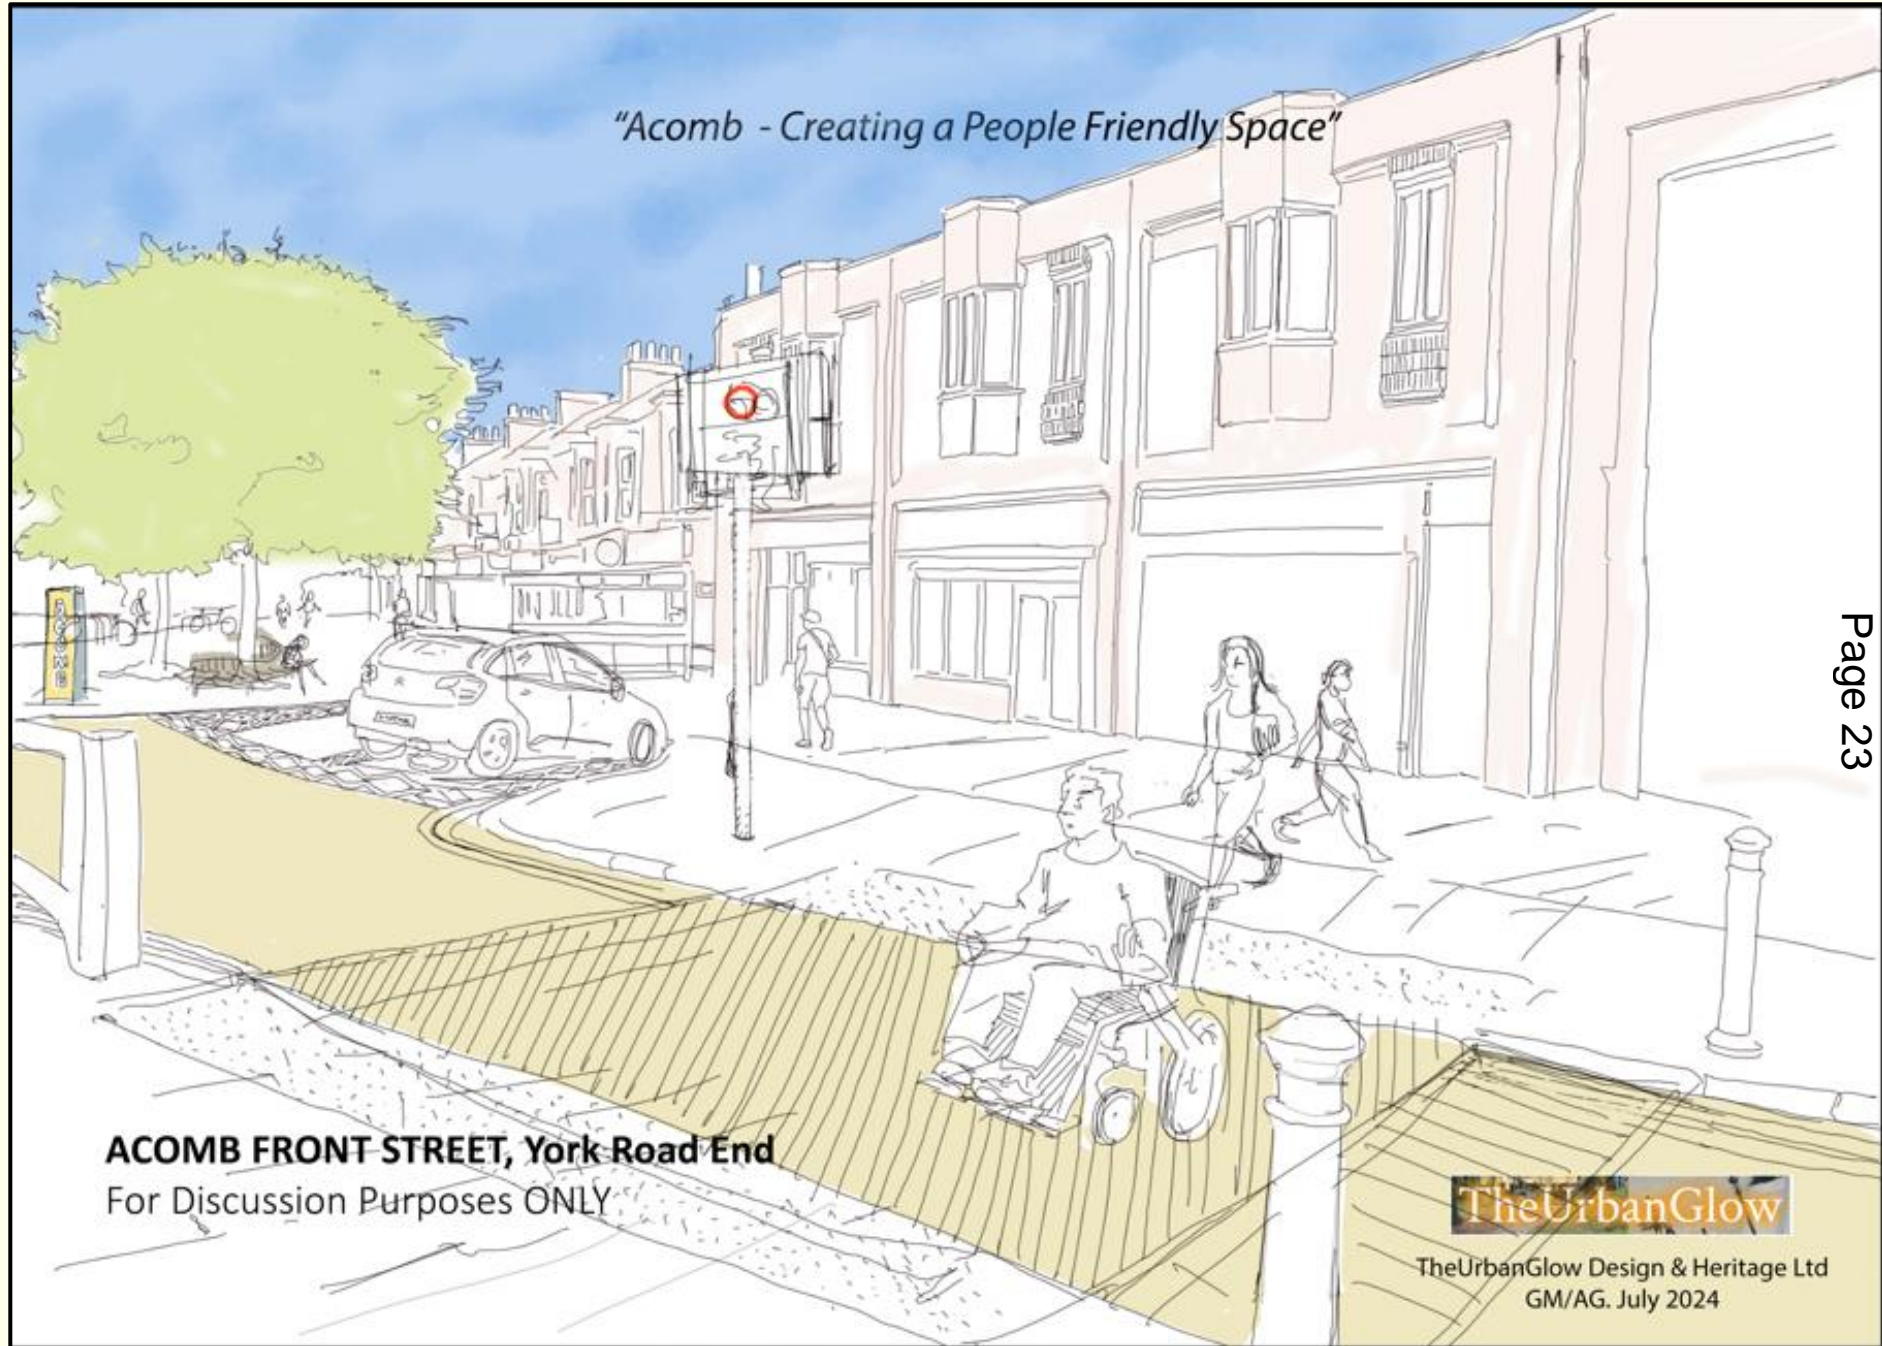 "Acomb - Creating a People Friendly Space"
ACOMB
Page 23
ACOMB FRONT STREET, York Road End
For Discussion Purposes ONLY
TheUrbanGlow
TheUrbanGlow Design & Heritage Ltd
GM/AG. July 2024